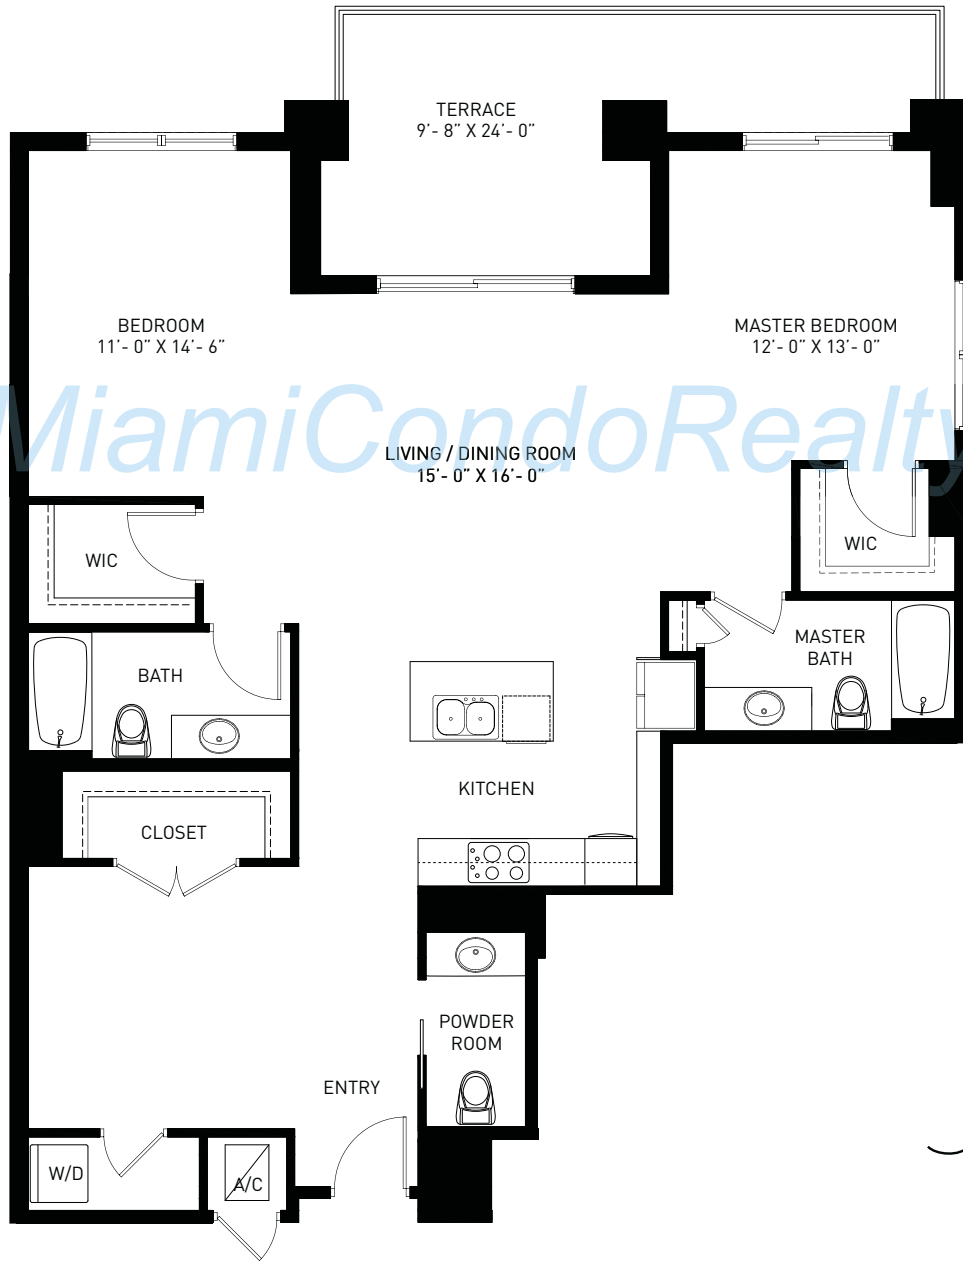 TERRACE
9'- 8" X 24'- 0"
BEDROOM
11'- 0" X 14'- 6"
MASTER BEDROOM
12'- 0" X 13'- 0"
MiamiCondoRealty
LIVING / DINING ROOM
15'- 0" X 16'- 0"
WIC
WIC
BATH
MASTER
BATH
KITCHEN
CLOSET
POWDER
ROOM
ENTRY
W/D
A/C